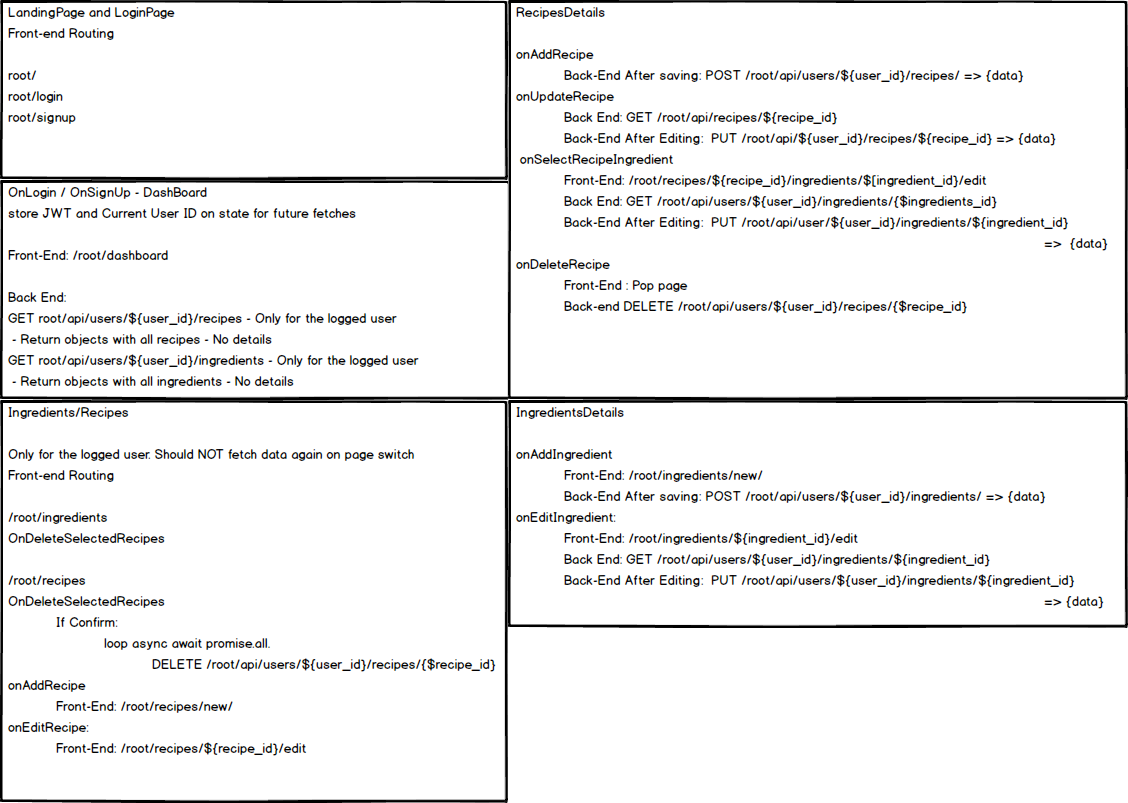 LandingPage and LoginPage
Front-end Routing
root/
root/login
root/signup
OnLogin / OnSignUp - DashBoard
store JWT and Current User ID on state for future fetches
Front-End: /root/dashboard
Back End:
GET root/api/users/${user_id}/recipes - Only for the logged user
- Return objects with all recipes - No details
GET root/api/users/${user_id}/ingredients - Only for the logged user
- Return objects with all ingredients - No details
Ingredients/Recipes
Only for the logged user. Should NOT fetch data again on page switch
Front-end Routing
/root/ingredients
OnDeleteSelectedRecipes
/root/recipes
OnDeleteSelectedRecipes
If Confirm:
loop async await promise.all.
DELETE /root/api/users/${user_id}/recipes/{$recipe_id}
onAddRecipe
Front-End: /root/recipes/new/
onEditRecipe:
Front-End: /root/recipes/${recipe_id}/edit
RecipesDetails
onAddRecipe
Back-End After saving: POST /root/api/users/${user_id}/recipes/ => {data}
onUpdateRecipe
Back End: GET /root/api/recipes/${recipe_id}
Back-End After Editing:  PUT /root/api/${user_id}/recipes/${recipe_id} => {data}
onSelectRecipeIngredient
Front-End: /root/recipes/${recipe_id}/ingredients/$[ingredient_id}/edit
Back End: GET /root/api/users/${user_id}/ingredients/{$ingredients_id}
Back-End After Editing:  PUT /root/api/user/${user_id}/ingredients/${ingredient_id}
=>  {data}
onDeleteRecipe
Front-End : Pop page
Back-end DELETE /root/api/users/${user_id}/recipes/{$recipe_id}
IngredientsDetails
onAddIngredient
Front-End: /root/ingredients/new/
Back-End After saving: POST /root/api/users/${user_id}/ingredients/ => {data}
onEditIngredient:
Front-End: /root/ingredients/${ingredient_id}/edit
Back End: GET /root/api/users/${user_id}/ingredients/${ingredient_id}
Back-End After Editing:  PUT /root/api/users/${user_id}/ingredients/${ingredient_id}
=> {data}